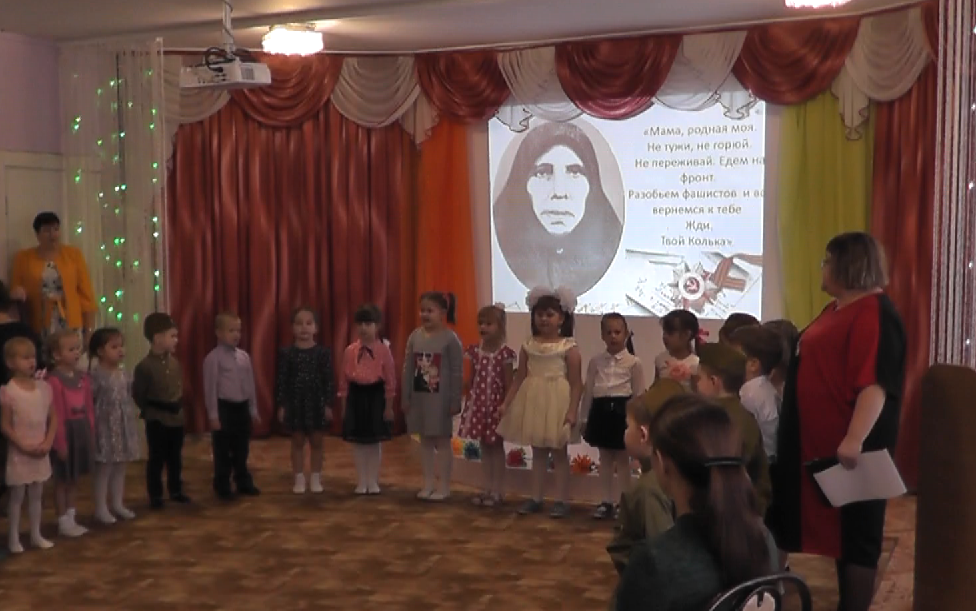 «Мама, родная моя.
Не тужи, не горюй.
Не переживай. Едем на
фронт.
Разобьем фашистов и вс
вернемся к тебе
Жди.
Твой Колька»